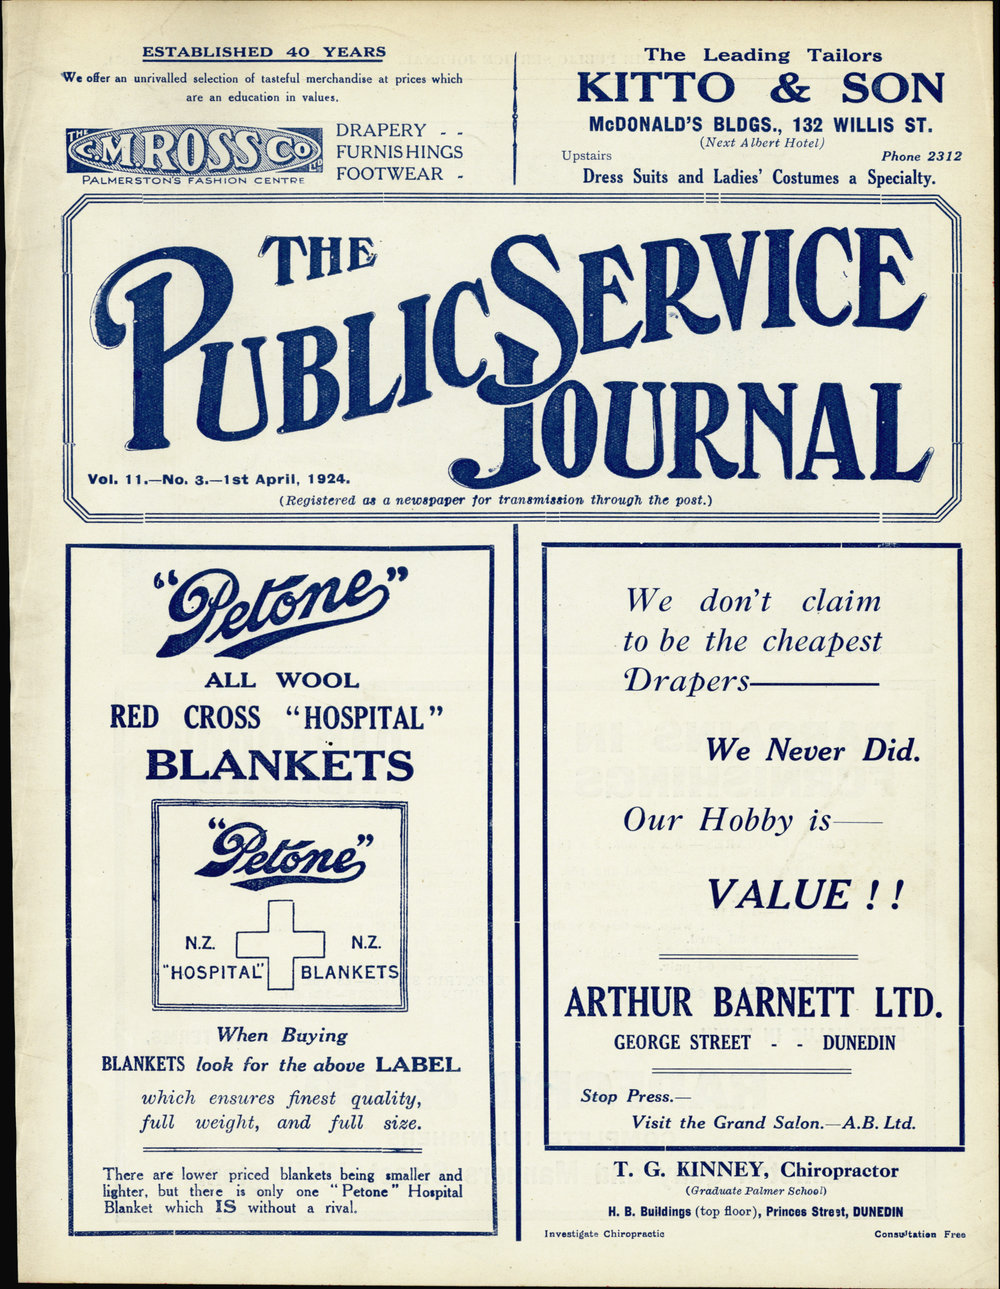 ESTABLISHED 40 YEARS
We offer an unrivalled selection of tasteful merchandise at prices which
are an education in values.
THE C.M. ROSS CO LTD
PALMERSTON'S FASHION CENTRE
DRAPERY - -
FURNISHINGS
FOOTWEAR -
The Leading Tailors
KITTO & SON
McDONALD'S BLDGS., 132 WILLIS ST.
(Next Albert Hotel)
Upstairs Phone 2312
Dress Suits and Ladies' Costumes a Specialty.
THE
PUBLIC SERVICE
JOURNAL
Vol. 11.—No. 3.—1st April, 1924.
(Registered as a newspaper for transmission through the post.)
"Petone"
ALL WOOL
RED CROSS "HOSPITAL"
BLANKETS
"Petone"
N.Z. N.Z.
"HOSPITAL" BLANKETS
When Buying
BLANKETS look for the above LABEL
which ensures finest quality,
full weight, and full size.
There are lower priced blankets being smaller and
lighter, but there is only one "Petone" Hospital
Blanket which IS without a rival.
We don't claim
to be the cheapest
Drapers—
We Never Did.
Our Hobby is—
VALUE ! !
ARTHUR BARNETT LTD.
GEORGE STREET - - DUNEDIN
Stop Press.—
Visit the Grand Salon.—A.B. Ltd.
T. G. KINNEY, Chiropractor
(Graduate Palmer School)
H. B. Buildings (top floor), Princes Street, DUNEDIN
Investigate Chiropractic Consultation Free